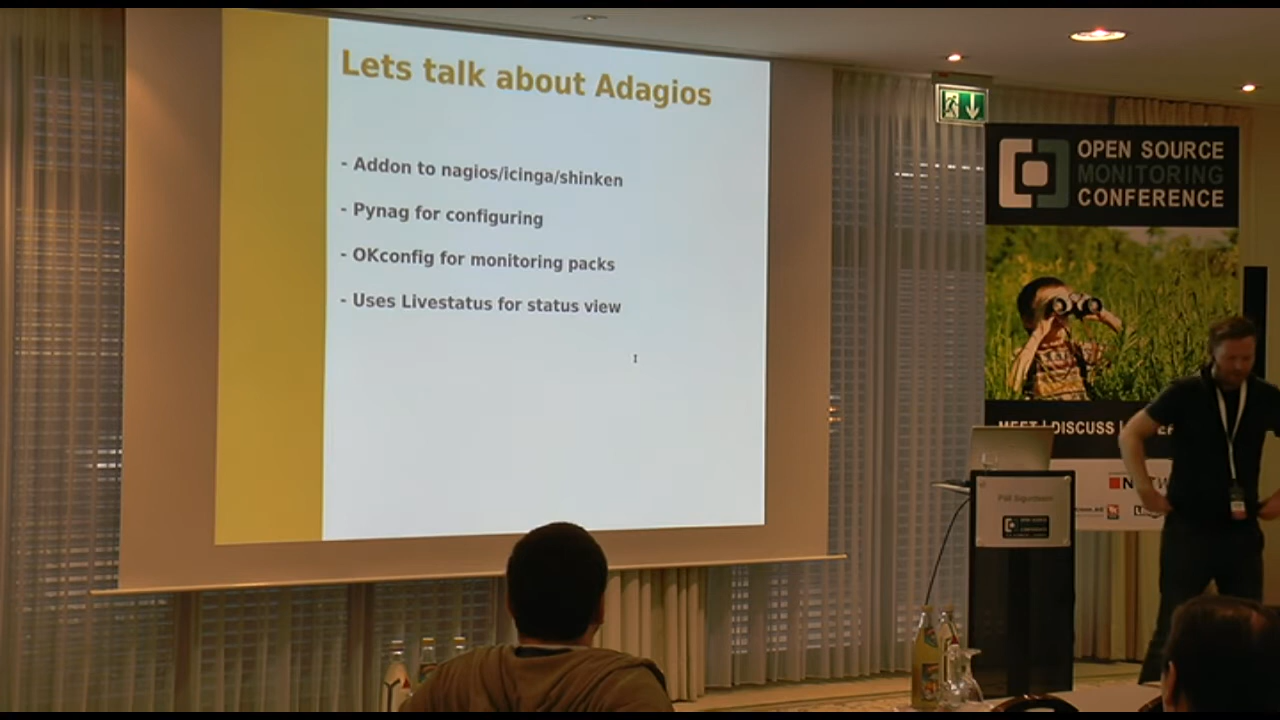 Lets talk about Adagios
- Addon to nagios/icinga/shinken
- Pynag for configuring
- OKconfig for monitoring packs
- Uses Livestatus for status view
OPEN SOURCE
MONITORING
CONFERENCE
MEET | DISCUSS |